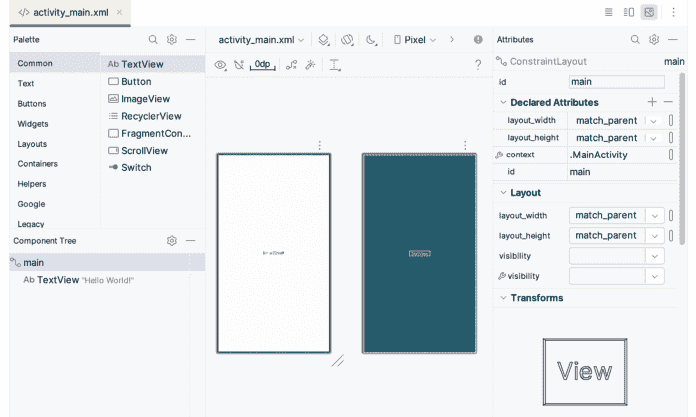 activity_main.xml
Palette
Common
Text
Buttons
Widgets
Layouts
Containers
Helpers
Google
Legacy
Ab TextView
Button
ImageView
RecyclerView
FragmentCon...
ScrollView
Switch
Component Tree
main
Ab TextView "Hello World!"
activity_main.xml
Pixel
0dp
?
Attributes
ConstraintLayout
main
id
main
Declared Attributes
layout_width
match_parent
layout_height
match_parent
context
.MainActivity
id
main
Layout
layout_width
match_parent
layout_height
match_parent
visibility
visibility
Transforms
View